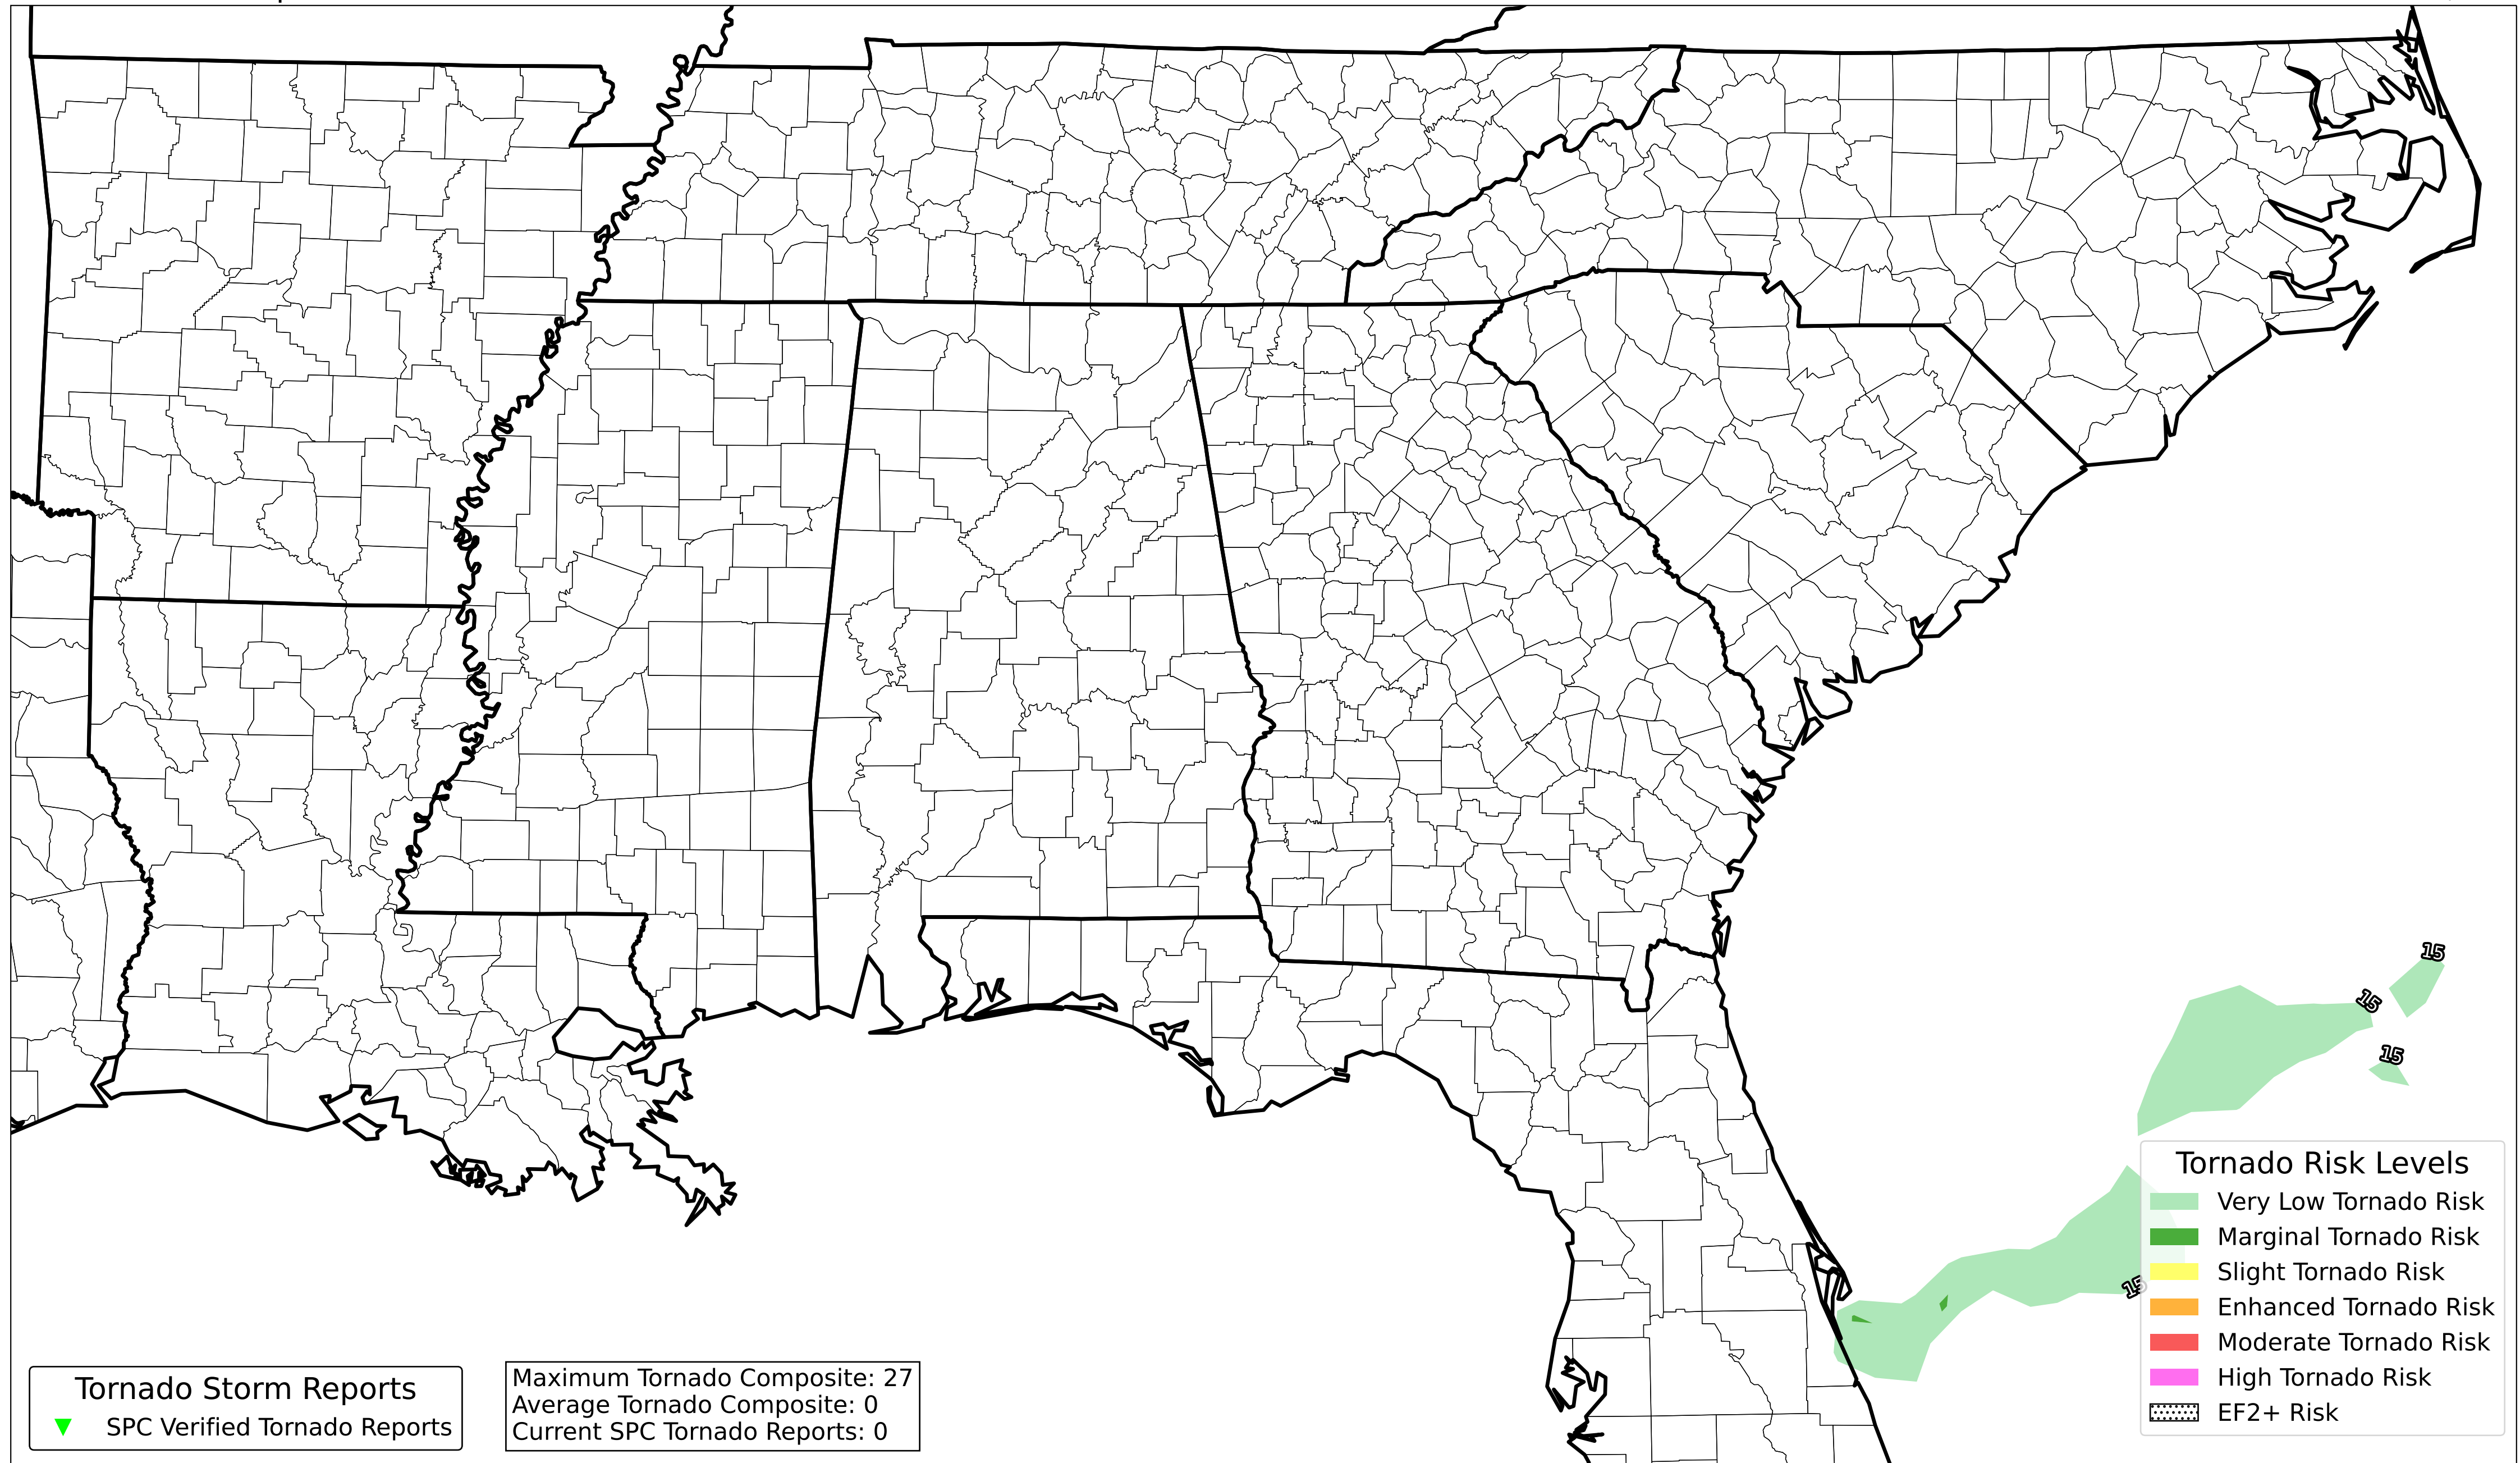 15
15
15
15
Tornado Risk Levels
Very Low Tornado Risk
Marginal Tornado Risk
Slight Tornado Risk
Enhanced Tornado Risk
Moderate Tornado Risk
High Tornado Risk
EF2+ Risk
Tornado Storm Reports
SPC Verified Tornado Reports
Maximum Tornado Composite: 27
Average Tornado Composite: 0
Current SPC Tornado Reports: 0